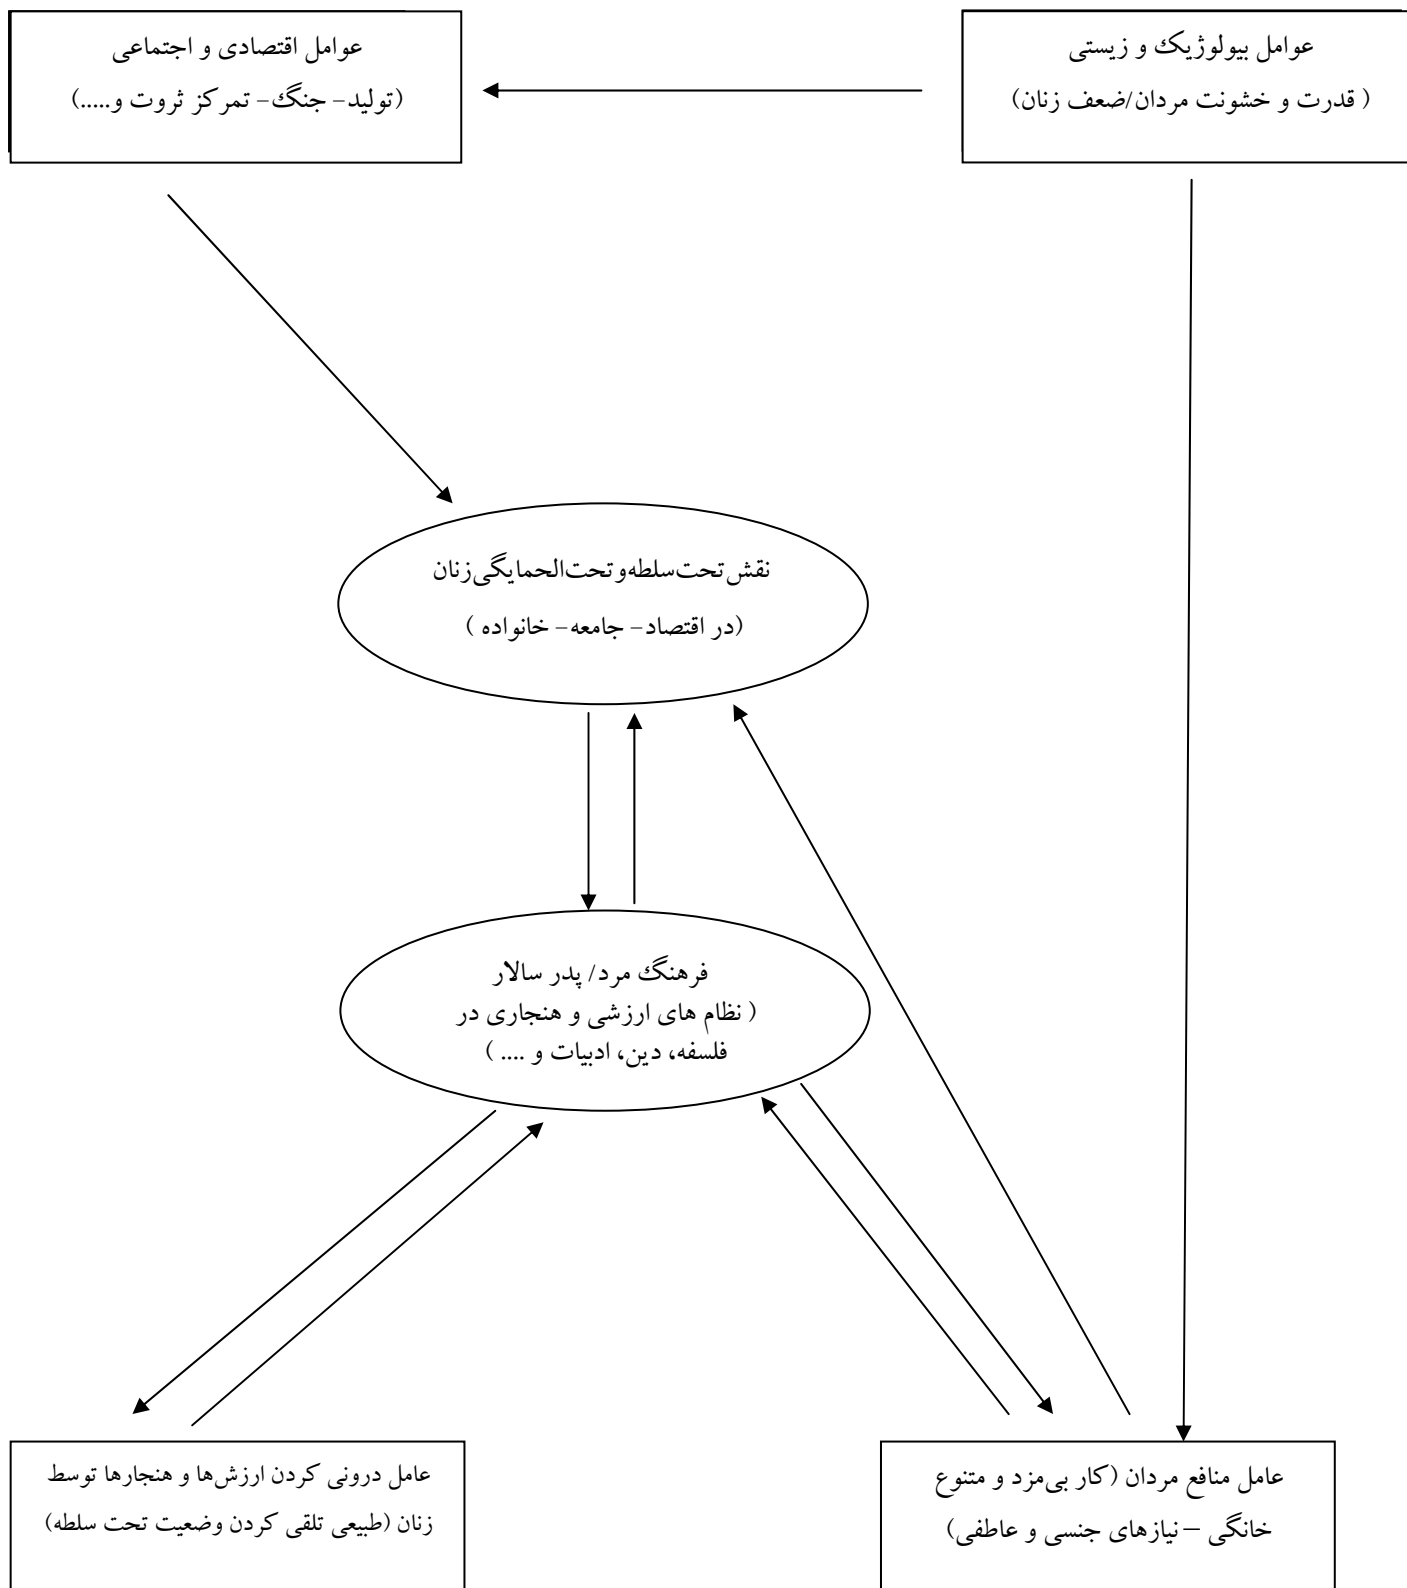 عوامل بیولوژیک و زیستی
( قدرت و خشونت مردان/ضعف زنان)
عوامل اقتصادی و اجتماعی
(تولید- جنگ- تمرکز ثروت و.....)
نقش تحت‌سلطه‌و تحت‌الحمایگی زنان
(در اقتصاد- جامعه- خانواده )
فرهنگ مرد/ پدر سالار
( نظام های ارزشی و هنجاری در
فلسفه، دین، ادبیات و .... )
عامل منافع مردان (کار بی‌مزد و متنوع
خانگی – نیازهای جنسی و عاطفی)
عامل درونی کردن ارزش‌ها و هنجارها توسط
زنان (طبیعی تلقی کردن وضعیت تحت سلطه)